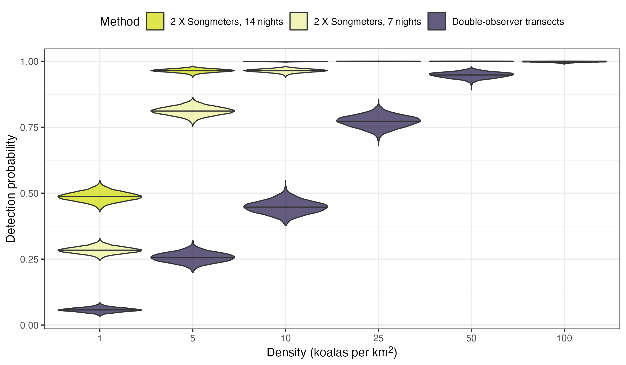 Method 2 X Songmeters, 14 nights 2 X Songmeters, 7 nights Double-observer transects
1.00
0.75
0.50
0.25
0.00
Detection probability
1 5 10 25 50 100
Density (koalas per km²)